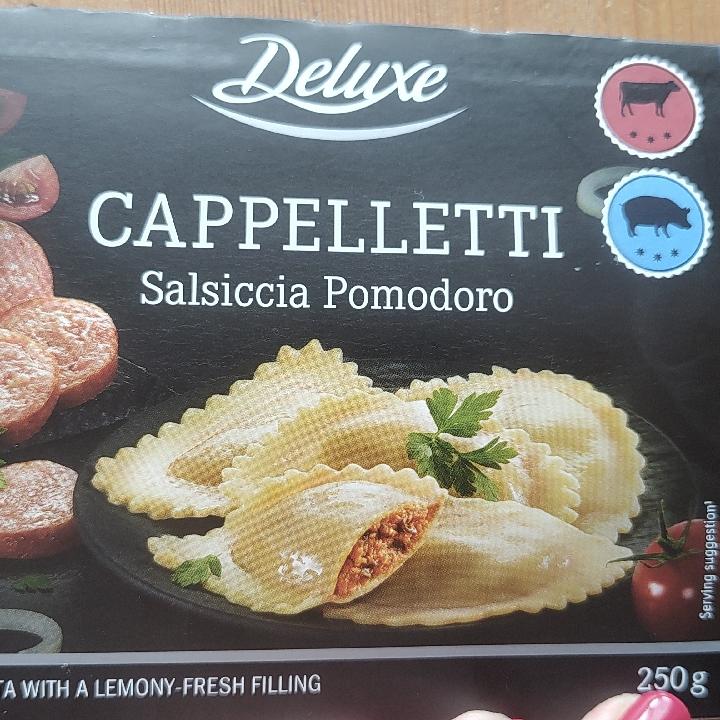 Deluxe
CAPPELLETTI
Salsiccia Pomodoro
Serving suggestion!
TA WITH A LEMONY-FRESH FILLING
250g